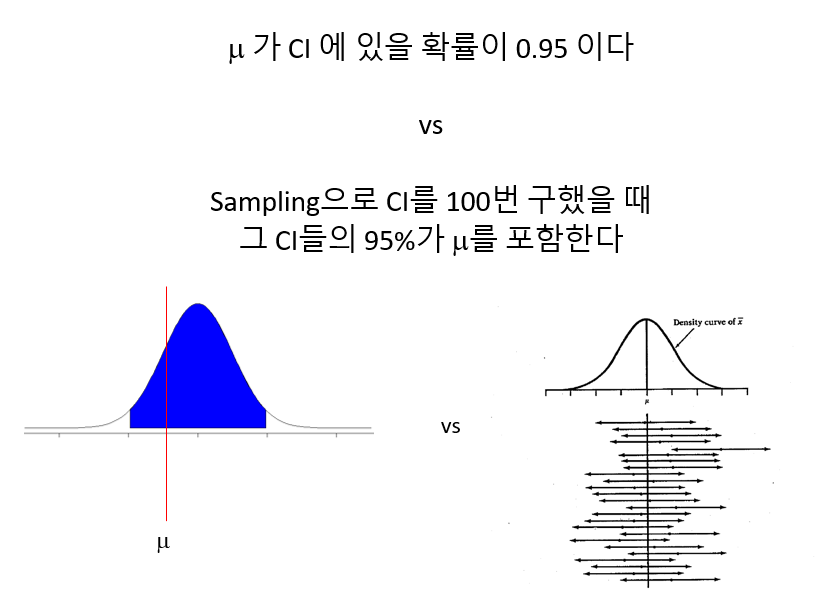 μ 가 CI 에 있을 확률이 0.95 이다
vs
Sampling으로 CI를 100번 구했을 때
그 CI들의 95%가 μ를 포함한다
Density curve of x̄
μ
vs
μ